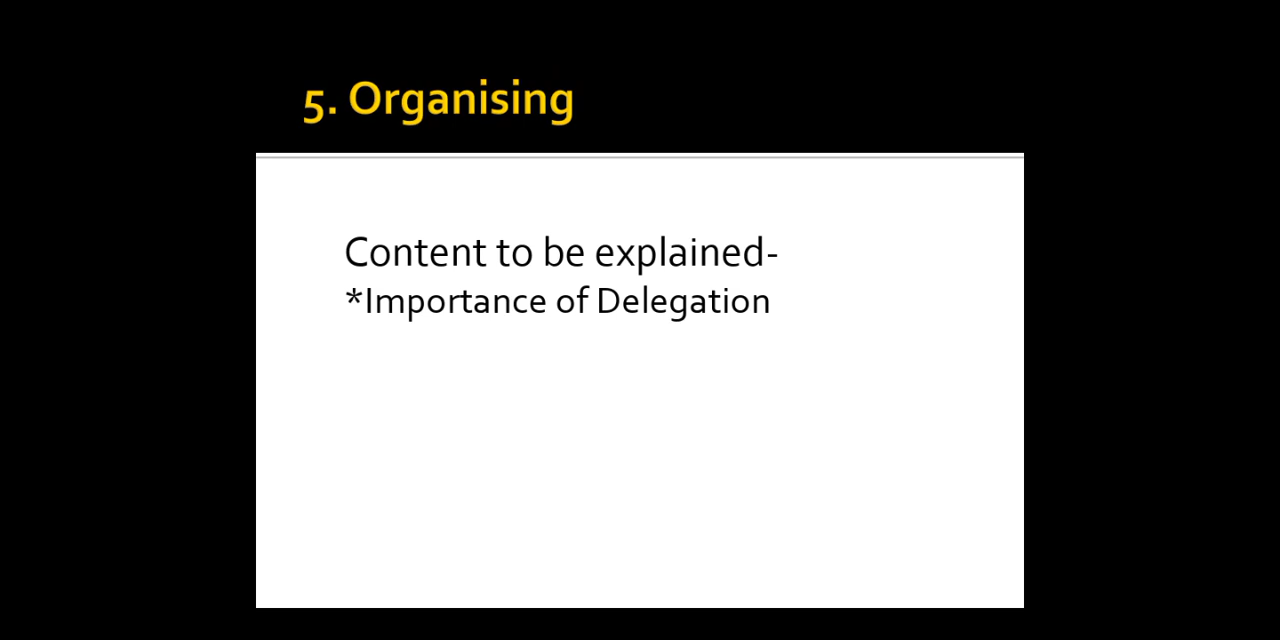 5. Organising
Content to be explained-
*Importance of Delegation